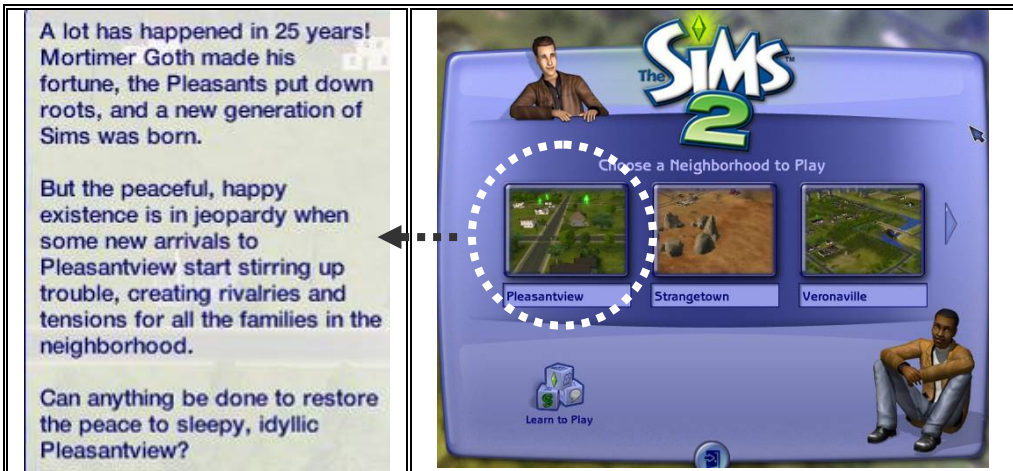 A lot has happened in 25 years!
Mortimer Goth made his
fortune, the Pleasants put down
roots, and a new generation of
Sims was born.
But the peaceful, happy
existence is in jeopardy when
some new arrivals to
Pleasantview start stirring up
trouble, creating rivalries and
tensions for all the families in the
neighborhood.
Can anything be done to restore
the peace to sleepy, idyllic
Pleasantview?
The SIMS™
2
Choose a Neighborhood to Play
Pleasantview
Strangetown
Veronaville
Learn to Play